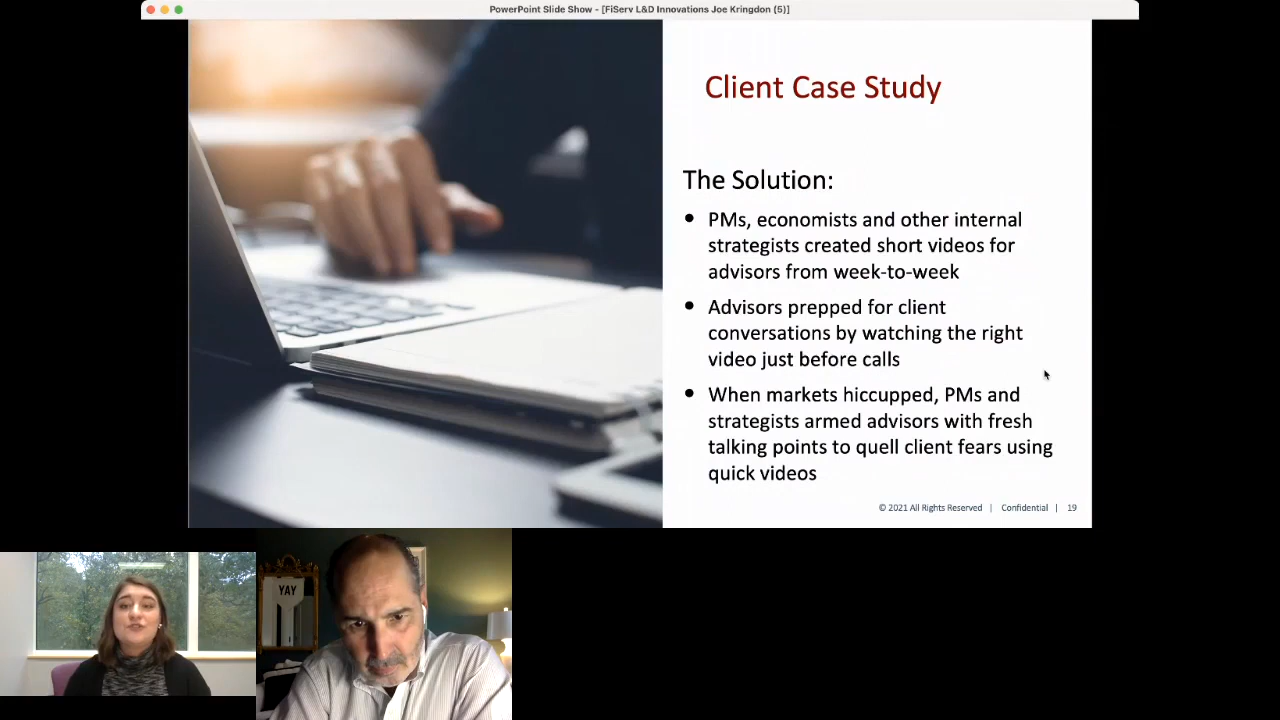 PowerPoint Slide Show - [FiServ L&D Innovations Joe Kringdon (5)]
Client Case Study
The Solution:
• PMs, economists and other internal
strategists created short videos for
advisors from week-to-week
• Advisors prepped for client
conversations by watching the right
video just before calls
• When markets hiccupped, PMs and
strategists armed advisors with fresh
talking points to quell client fears using
quick videos
© 2021 All Rights Reserved | Confidential | 19
YAY